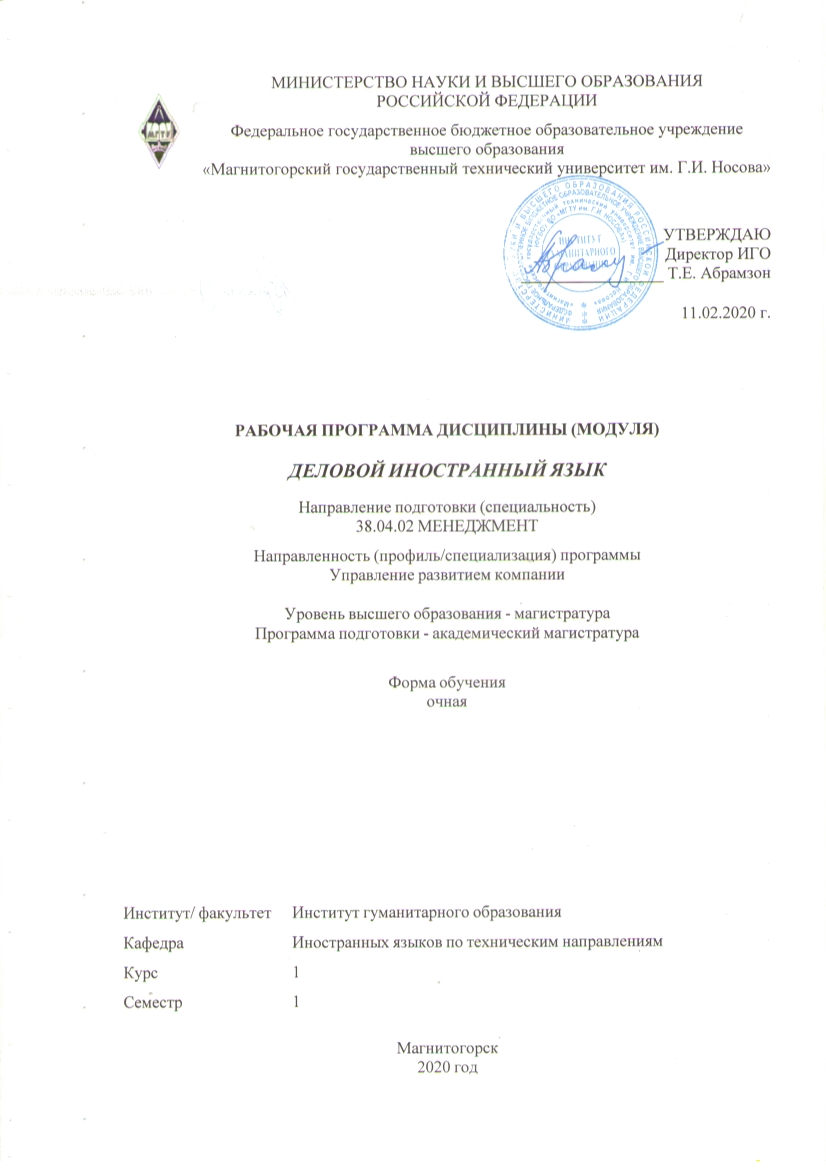 МИНИСТЕРСТВО НАУКИ И ВЫСШЕГО ОБРАЗОВАНИЯ
РОССИЙСКОЙ ФЕДЕРАЦИИ
Федеральное государственное бюджетное образовательное учреждение
высшего образования
«Магнитогорский государственный технический университет им. Г.И. Носова»
УТВЕРЖДАЮ
Директор ИГО
Т.Е. Абрамзон
11.02.2020 г.
РАБОЧАЯ ПРОГРАММА ДИСЦИПЛИНЫ (МОДУЛЯ)
ДЕЛОВОЙ ИНОСТРАННЫЙ ЯЗЫК
Направление подготовки (специальность)
38.04.02 МЕНЕДЖМЕНТ
Направленность (профиль/специализация) программы
Управление развитием компании
Уровень высшего образования - магистратура
Программа подготовки - академический магистратура
Форма обучения
очная
Институт/ факультет Институт гуманитарного образования
Кафедра Иностранных языков по техническим направлениям
Курс 1
Семестр 1
Магнитогорск
2020 год